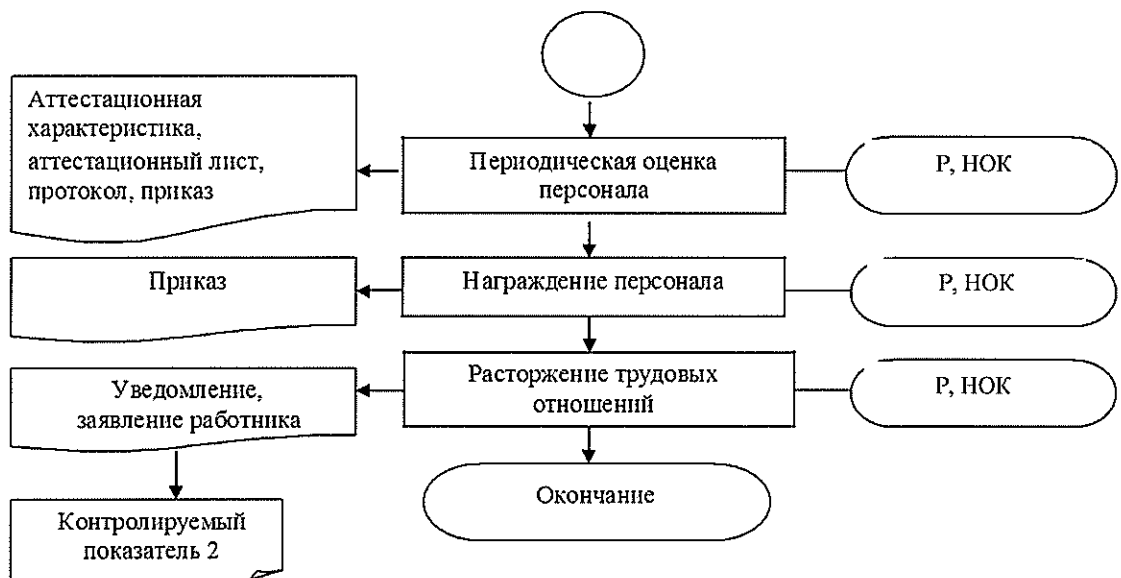 Аттестационная
характеристика,
аттестационный лист,
протокол, приказ
Периодическая оценка
персонала
Р, НОК
Приказ
Награждение персонала
Р, НОК
Уведомление,
заявление работника
Расторжение трудовых
отношений
Р, НОК
Окончание
Контролируемый
показатель 2